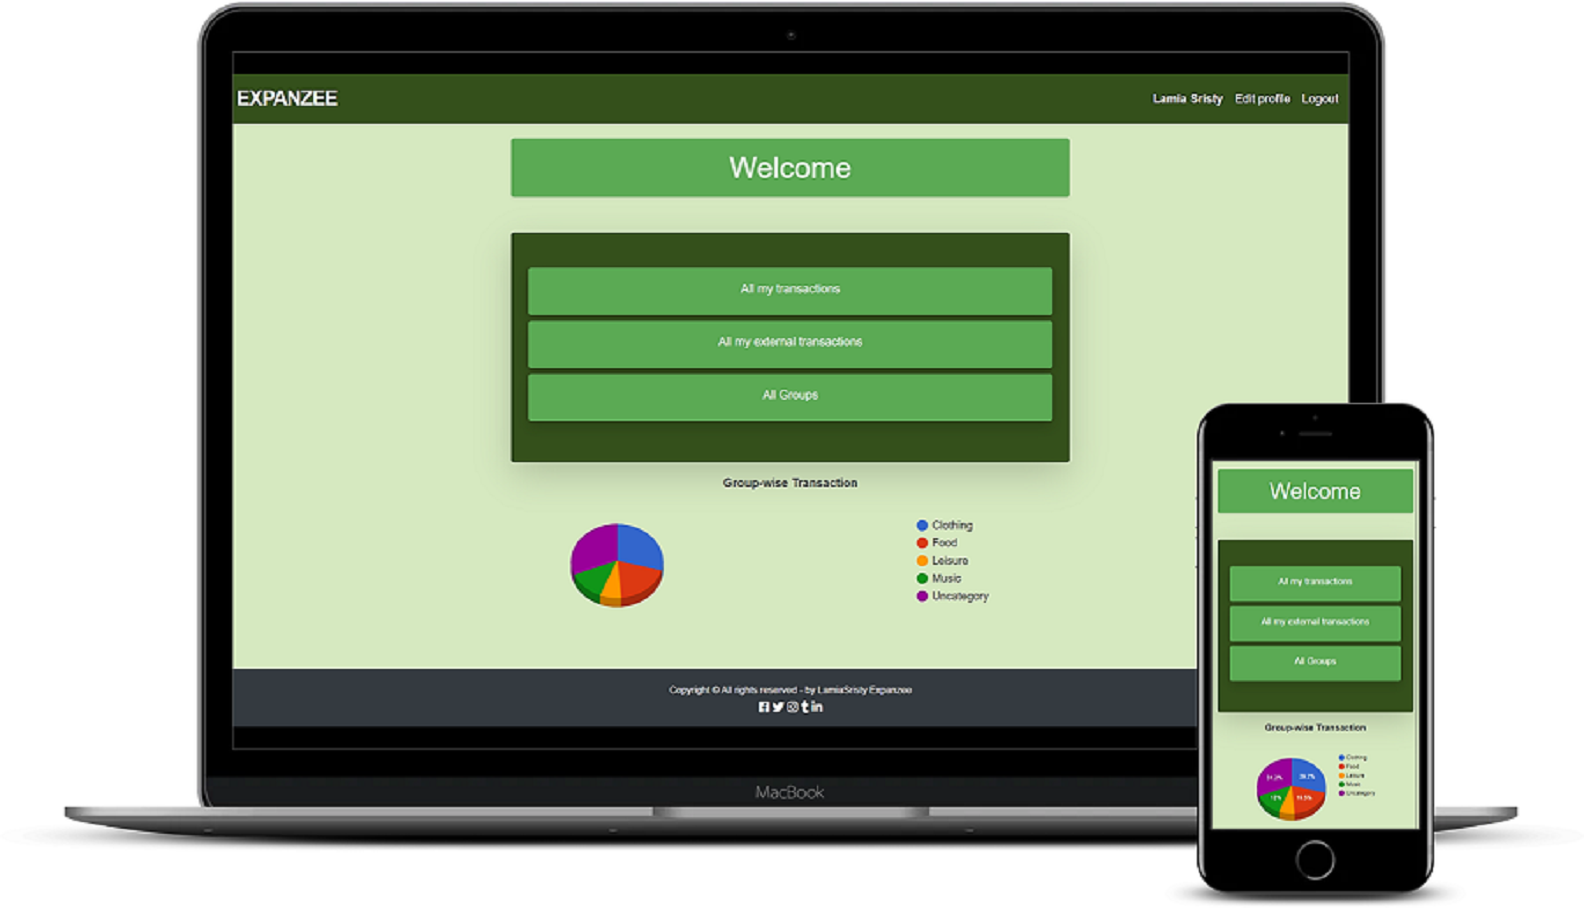 EXPANZEE
Lamia Sristy Edit profile Logout
Welcome
All my transactions
All my external transactions
All Groups
Group-wise Transaction
Clothing
Food
Leisure
Music
Uncategory
Copyright © All rights reserved - by LamiaSristy Expanzee
MacBook
Welcome
All my transactions
All my external transactions
All Groups
Group-wise Transaction
Clothing
Food
Leisure
Music
Uncategory